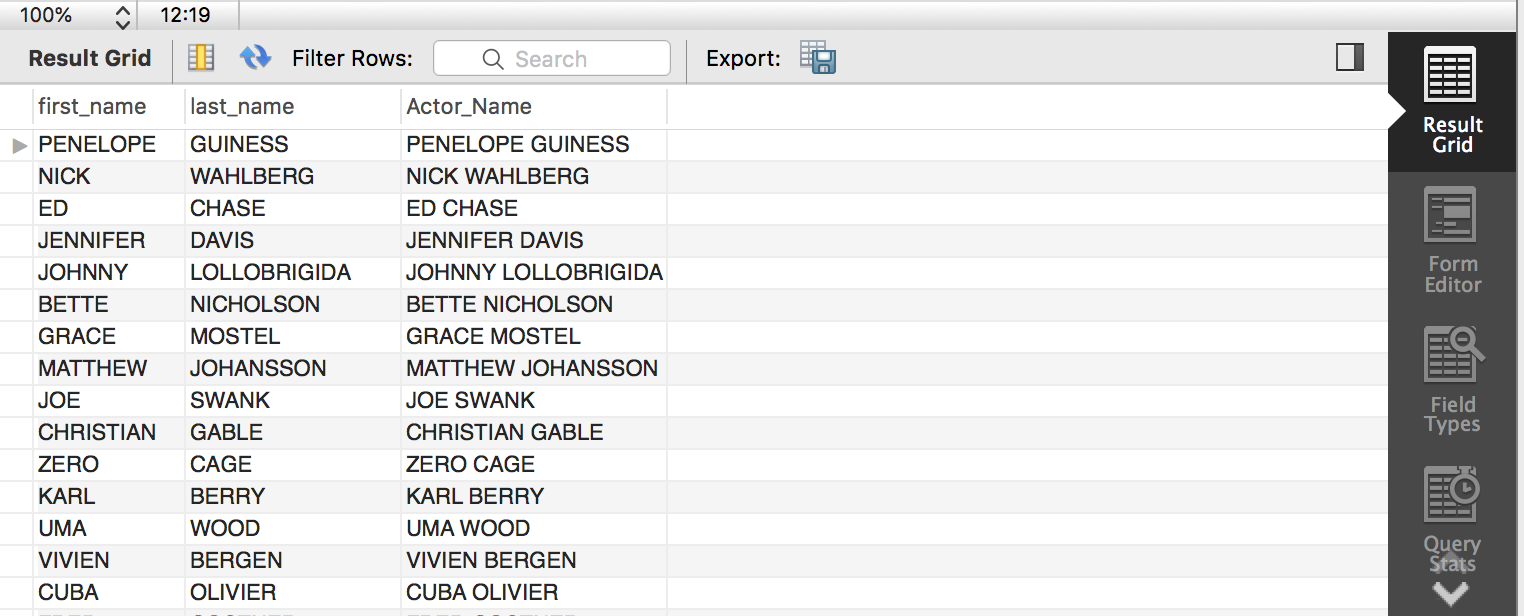 100% 12:19
Result Grid Filter Rows: Search Export:
first_name last_name Actor_Name
PENELOPE GUINESS PENELOPE GUINESS
NICK WAHLBERG NICK WAHLBERG
ED CHASE ED CHASE
JENNIFER DAVIS JENNIFER DAVIS
JOHNNY LOLLOBRIGIDA JOHNNY LOLLOBRIGIDA
BETTE NICHOLSON BETTE NICHOLSON
GRACE MOSTEL GRACE MOSTEL
MATTHEW JOHANSSON MATTHEW JOHANSSON
JOE SWANK JOE SWANK
CHRISTIAN GABLE CHRISTIAN GABLE
ZERO CAGE ZERO CAGE
KARL BERRY KARL BERRY
UMA WOOD UMA WOOD
VIVIEN BERGEN VIVIEN BERGEN
CUBA OLIVIER CUBA OLIVIER
Result
Grid
Form
Editor
Field
Types
Query
Stats